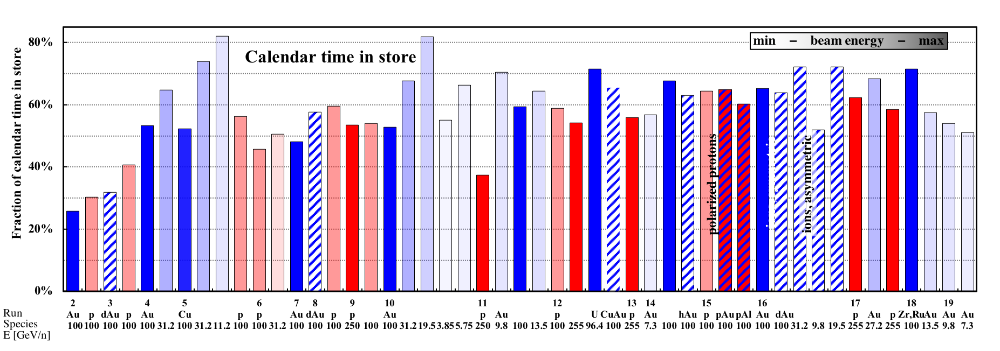 Calendar time in store
min – beam energy – max
Fraction of calendar time in store
80%
60%
40%
20%
0%
polarized protons
ions, asymmetric
2 3 4 5 6 7 8 9 10 11 12 13 14 15 16 17 18 19
Run
Au p dAu p Au Cu p p Au dAu p p Au p Au p U CuAu p Au hAu p pAu pAl Au dAu p Au p Zr,Ru Au Au Au
Species
100 100 100 100 100 31.2 100 31.2 11.2 100 100 31.2 100 100 100 250 100 100 31.2 19.5 3.85 5.75 250 9.8 100 13.5 100 255 96.4 100 255 7.3 100 100 100 100 100 100 100 31.2 9.8 19.5 255 27.2 255 100 13.5 9.8 7.3
E [GeV/n]